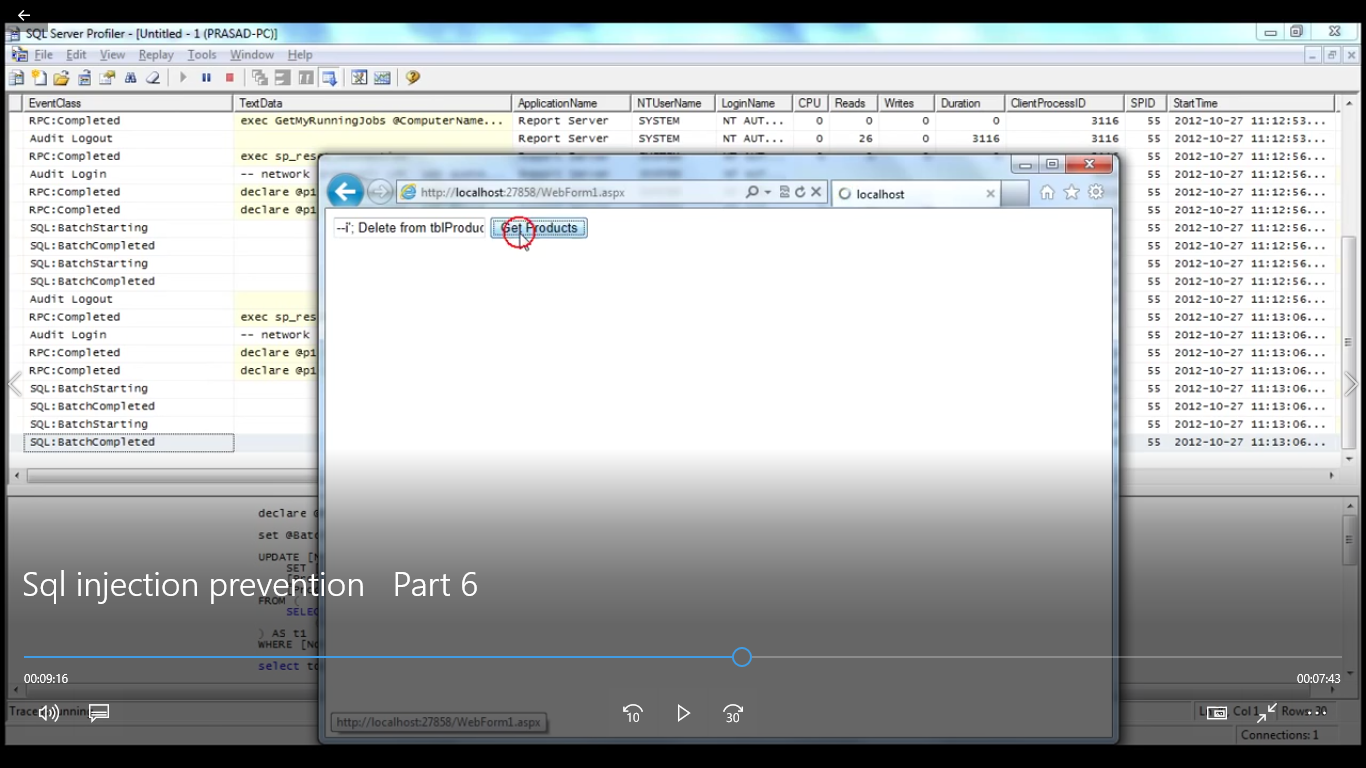 SQL Server Profiler - [Untitled - 1 (PRASAD-PC)]
File Edit View Replay Tools Window Help
EventClass TextData ApplicationName NTUserName LoginName CPU Reads Writes Duration ClientProcessID SPID StartTime
RPC:Completed exec GetMyRunningJobs @ComputerName... Report Server SYSTEM NT AUT... 0 0 0 0 3116 55 2012-10-27 11:12:53...
Audit Logout Report Server SYSTEM NT AUT... 0 26 0 3116 3116 55 2012-10-27 11:12:53...
RPC:Completed exec sp_res 55 2012-10-27 11:12:56...
Audit Login -- network 55 2012-10-27 11:12:56...
RPC:Completed declare @p1 55 2012-10-27 11:12:56...
RPC:Completed declare @p1 55 2012-10-27 11:12:56...
SQL:BatchStarting 55 2012-10-27 11:12:56...
SQL:BatchCompleted 55 2012-10-27 11:12:56...
SQL:BatchStarting 55 2012-10-27 11:12:56...
SQL:BatchCompleted 55 2012-10-27 11:12:56...
Audit Logout 55 2012-10-27 11:12:56...
RPC:Completed exec sp_res 55 2012-10-27 11:13:06...
Audit Login -- network 55 2012-10-27 11:13:06...
RPC:Completed declare @p1 55 2012-10-27 11:13:06...
RPC:Completed declare @p1 55 2012-10-27 11:13:06...
SQL:BatchStarting 55 2012-10-27 11:13:06...
SQL:BatchCompleted 55 2012-10-27 11:13:06...
SQL:BatchStarting 55 2012-10-27 11:13:06...
SQL:BatchCompleted 55 2012-10-27 11:13:06...
http://localhost:27858/WebForm1.aspx localhost
--i'; Delete from tblProduc Get Products
declare @
set @Batc
UPDATE [N
SET [
FROM (
SELEC
) AS t1
WHERE [No
select to
Sql injection prevention Part 6
00:09:16 00:07:43
Col 1 Rows: 30
http://localhost:27858/WebForm1.aspx
10 30
Connections: 1